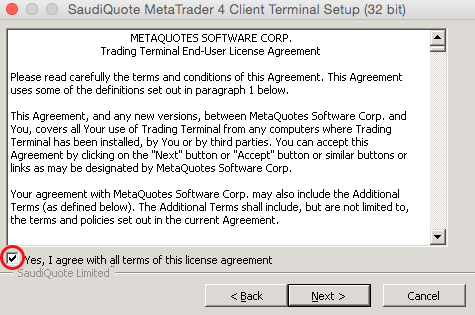 SaudiQuote MetaTrader 4 Client Terminal Setup (32 bit)
METAQUOTES SOFTWARE CORP.
Trading Terminal End-User License Agreement
Please read carefully the terms and conditions of this Agreement. This Agreement
uses some of the definitions set out in paragraph 1 below.
This Agreement, and any new versions, between MetaQuotes Software Corp. and
You, covers all Your use of Trading Terminal from any computers where Trading
Terminal has been installed, by You or by third parties. You can accept this
Agreement by clicking on the "Next" button or "Accept" button or similar buttons or
links as may be designated by MetaQuotes Software Corp.
Your agreement with MetaQuotes Software Corp. may also include the Additional
Terms (as defined below). The Additional Terms shall include, but are not limited to,
the terms and policies set out in the current Agreement.
Yes, I agree with all terms of this license agreement
SaudiQuote Limited
< Back Next > Cancel